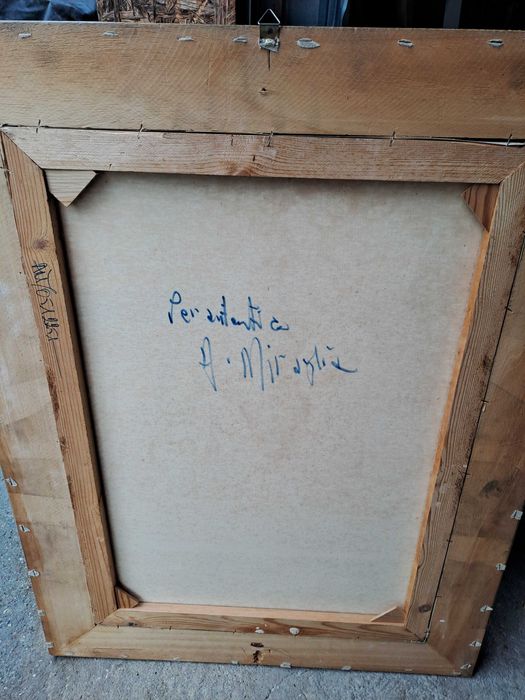 Per autentica
A. Miraglia